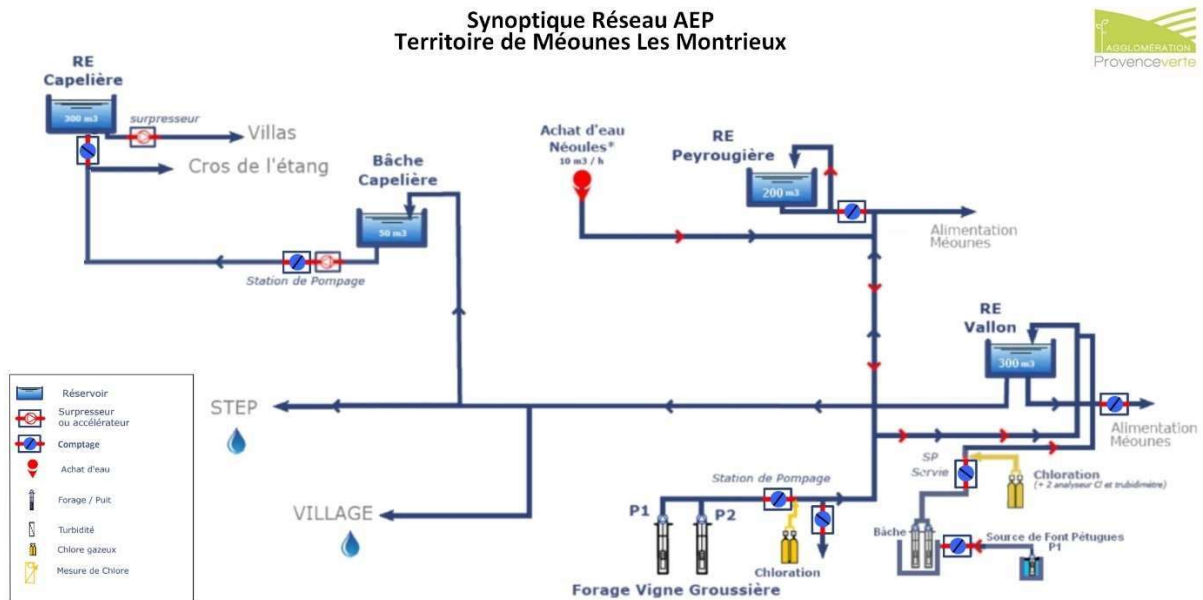 Synoptique Réseau AEP
Territoire de Méounes Les Montrieux
AGGLOMÉRATION
Provenceverte
RE
Capelière
300 m3
surpresseur
Villas
Cros de l'étang
Bâche
Capelière
50 m3
Station de Pompage
Achat d'eau
Néoules*
10 m3 / h
RE
Peyrougière
200 m3
Alimentation
Méounes
RE
Vallon
300 m3
Alimentation
Méounes
STEP
VILLAGE
Station de Pompage
P1
P2
Chloration
Forage Vigne Groussière
SP
Servie
Chloration
(+ 2 analyseur Cl et trubidimètre)
Bâche
Source de Font Pétugues
P1
Réservoir
Surpresseur
ou accélérateur
Comptage
Achat d'eau
Forage / Puit
Turbidité
Chlore gazeux
Mesure de Chlore